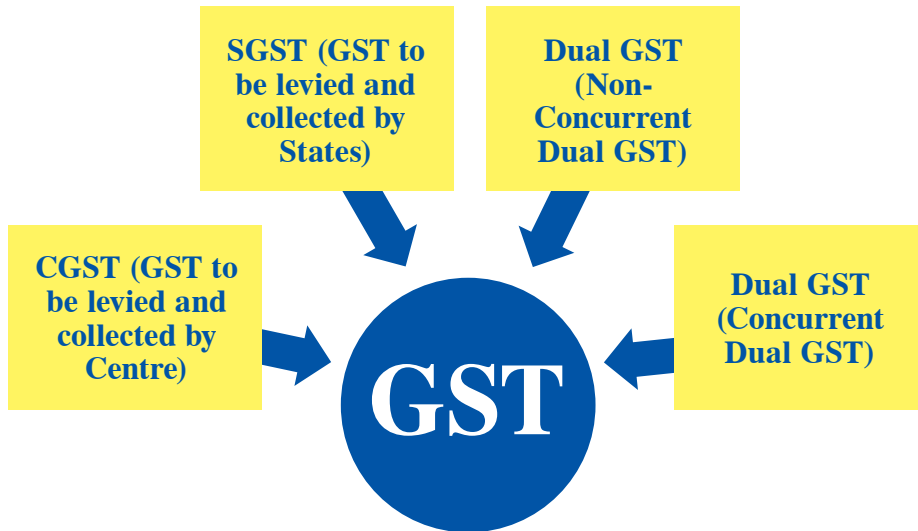 SGST (GST to
be levied and
collected by
States)
Dual GST
(Non-
Concurrent
Dual GST)
CGST (GST to
be levied and
collected by
Centre)
Dual GST
(Concurrent
Dual GST)
GST